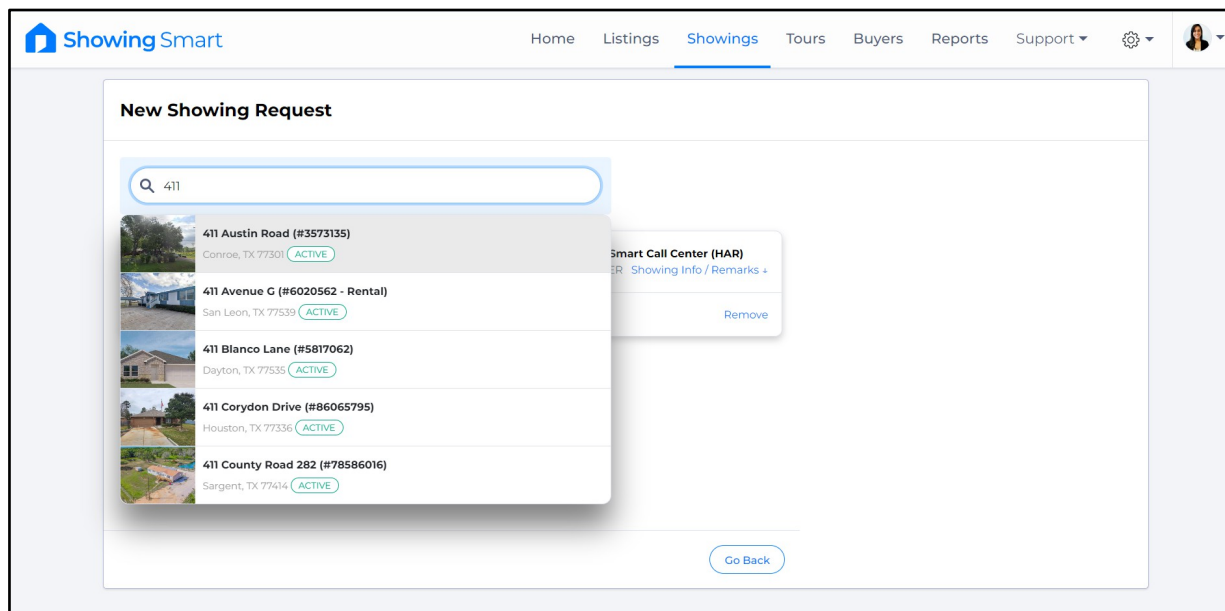 Showing Smart
Home Listings Showings Tours Buyers Reports Support
New Showing Request
411
411 Austin Road (#3573135)
Conroe, TX 77301 ACTIVE
411 Avenue G (#6020562 - Rental)
San Leon, TX 77539 ACTIVE
411 Blanco Lane (#5817062)
Dayton, TX 77535 ACTIVE
411 Corydon Drive (#86065795)
Houston, TX 77336 ACTIVE
411 County Road 282 (#78586016)
Sargent, TX 77414 ACTIVE
Smart Call Center (HAR)
ER Showing Info / Remarks ↓
Remove
Go Back